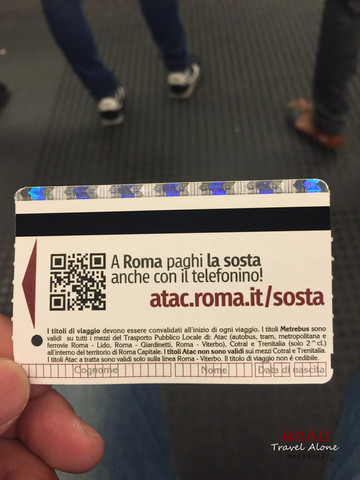 A Roma paghi la sosta
anche con il telefonino!
atac.roma.it/sosta
I titoli di viaggio devono essere convalidati all'inizio di ogni viaggio. I titoli Metrebus sono
validi su tutti i mezzi del Trasporto Pubblico Locale di: Atac (autobus, tram, metropolitana e
ferrovie Roma - Lido, Roma - Giardinetti, Roma - Viterbo), Cotral e Trenitalia (solo 2^ cl.)
all'interno del territorio di Roma Capitale. I titoli Atac non sono validi sui mezzi Cotral e Trenitalia.
I titoli Atac a tratta sono validi solo sulla linea Roma - Viterbo. Il titolo di viaggio non è cedibile.
Cognome Nome Data di nascita
Travel Alone